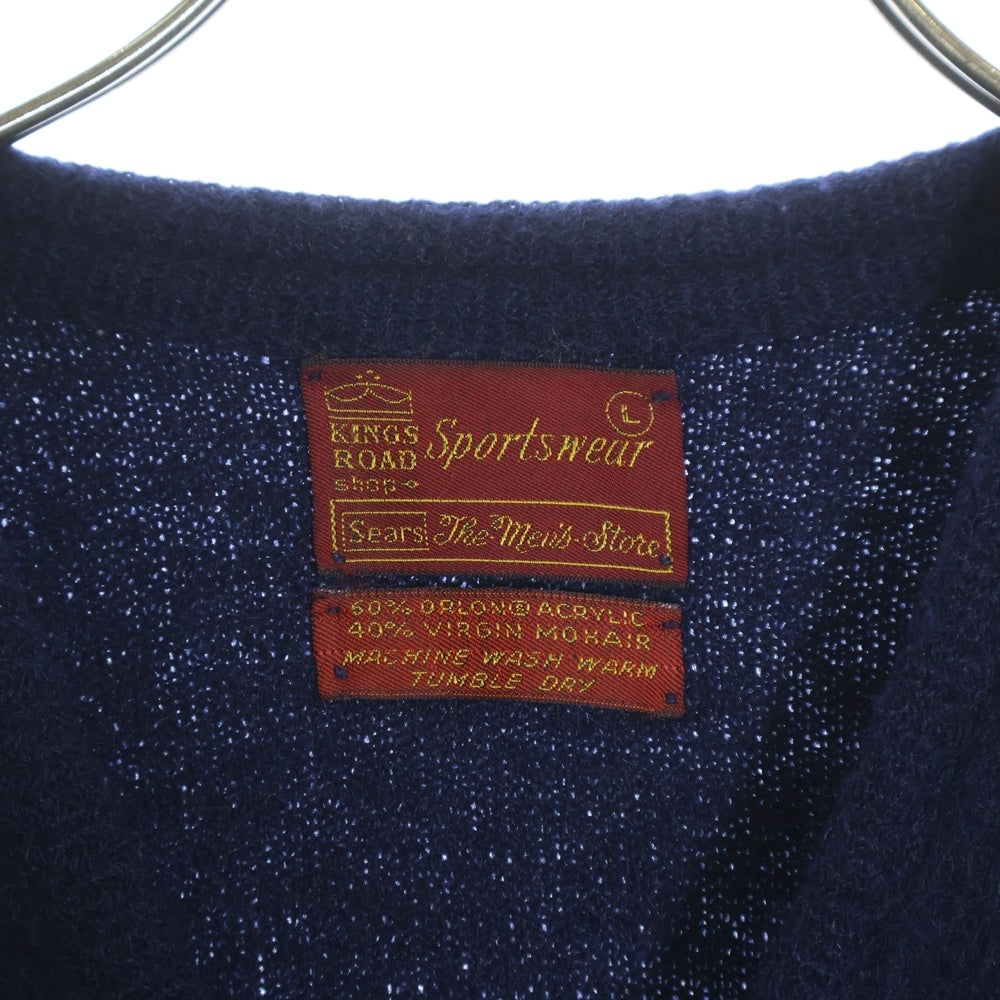 L
KINGS ROAD Sportswear
shop
Sears The Men's Store
60% ORLON® ACRYLIC
40% VIRGIN MOHAIR
MACHINE WASH WARM
TUMBLE DRY